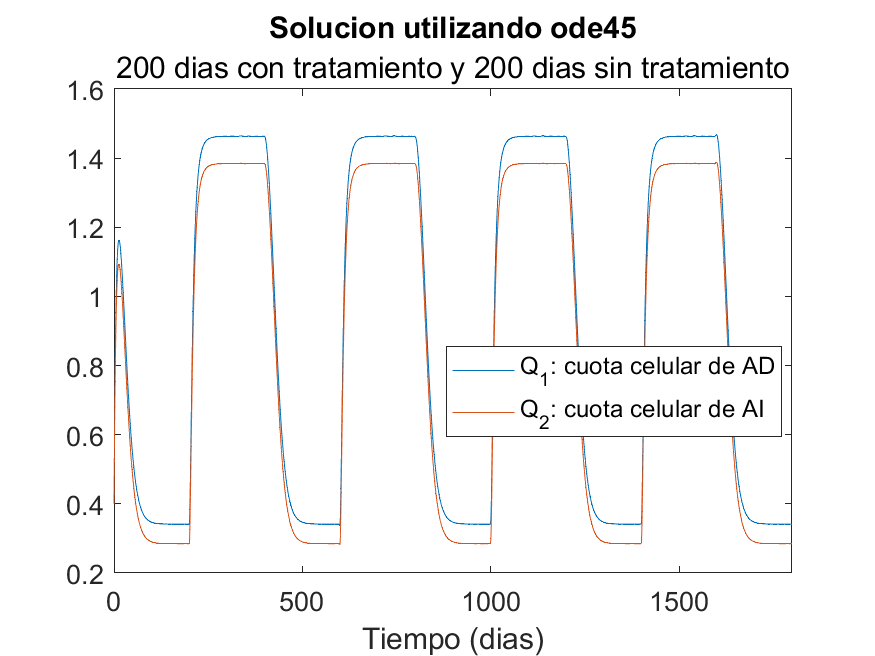 Solucion utilizando ode45
200 dias con tratamiento y 200 dias sin tratamiento
1.6
1.4
1.2
1
0.8
0.6
0.4
0.2
Q1: cuota celular de AD
Q2: cuota celular de AI
0 500 1000 1500
Tiempo (dias)